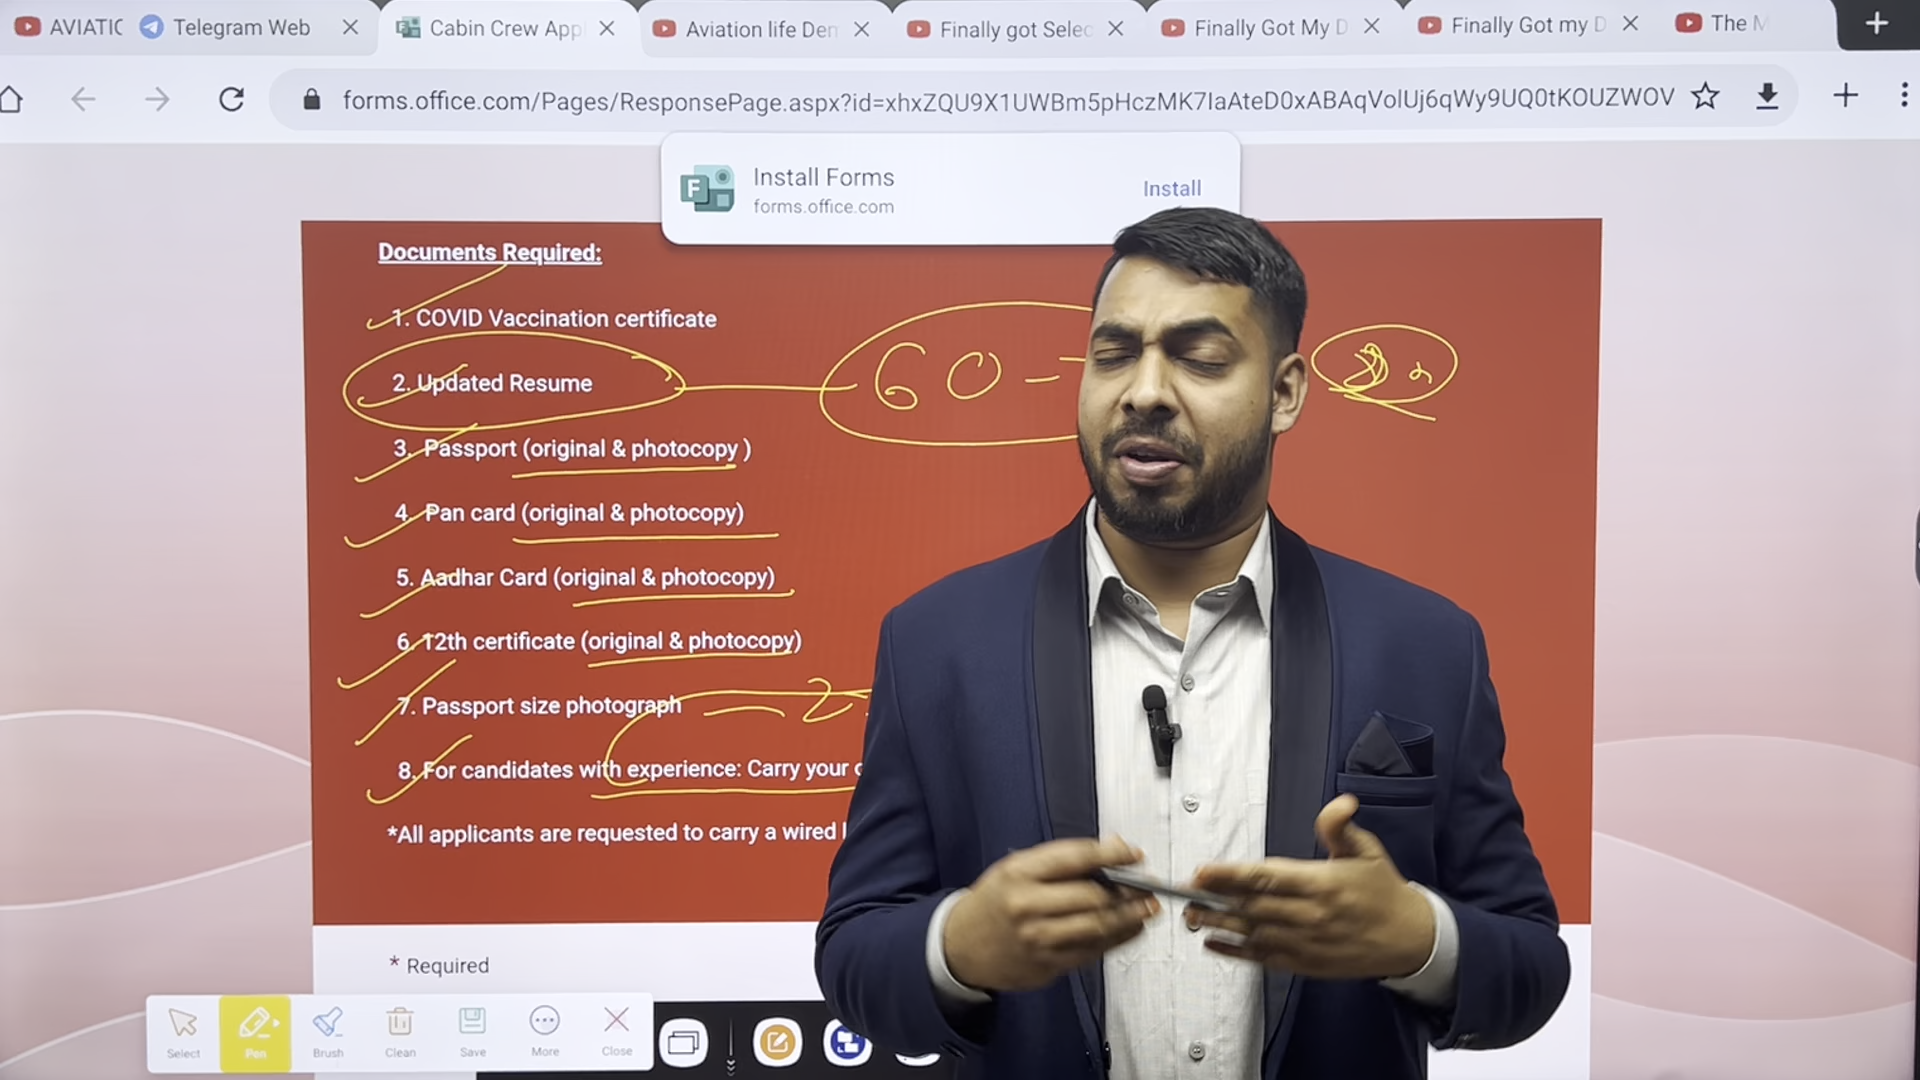 AVIATIC
Telegram Web
Cabin Crew App
Aviation life Den
Finally got Selec
Finally Got My D
Finally Got my D
The M
forms.office.com/Pages/ResponsePage.aspx?id=xhxZQU9X1UWBm5pHczMK7IaAteD0xABAqVolUj6qWy9UQ0tKOUZWOV
Install Forms
forms.office.com
Install
Documents Required:
1. COVID Vaccination certificate
2. Updated Resume
60 -
3. Passport (original & photocopy )
4. Pan card (original & photocopy)
5. Aadhar Card (original & photocopy)
6. 12th certificate (original & photocopy)
7. Passport size photograph
2
8. For candidates with experience: Carry your
*All applicants are requested to carry a wired
* Required
Select
Pen
Brush
Clean
Save
More
Close
F